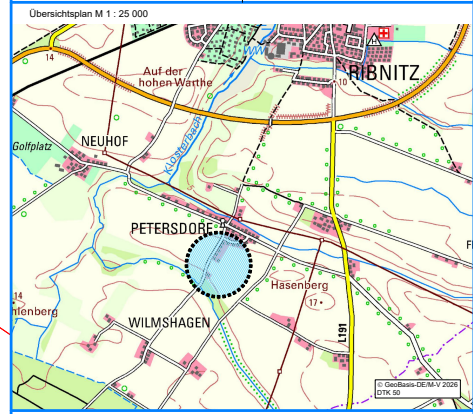 Übersichtsplan M 1 : 25 000
14
Auf der
hohen Warthe
RIBNITZ
10
Klosterbach
Golfplatz
NEUHOF
PETERSDORF
Hasenberg
17
14
WILMSHAGEN
L191
© GeoBasis-DE/M-V 2026
DTK 50